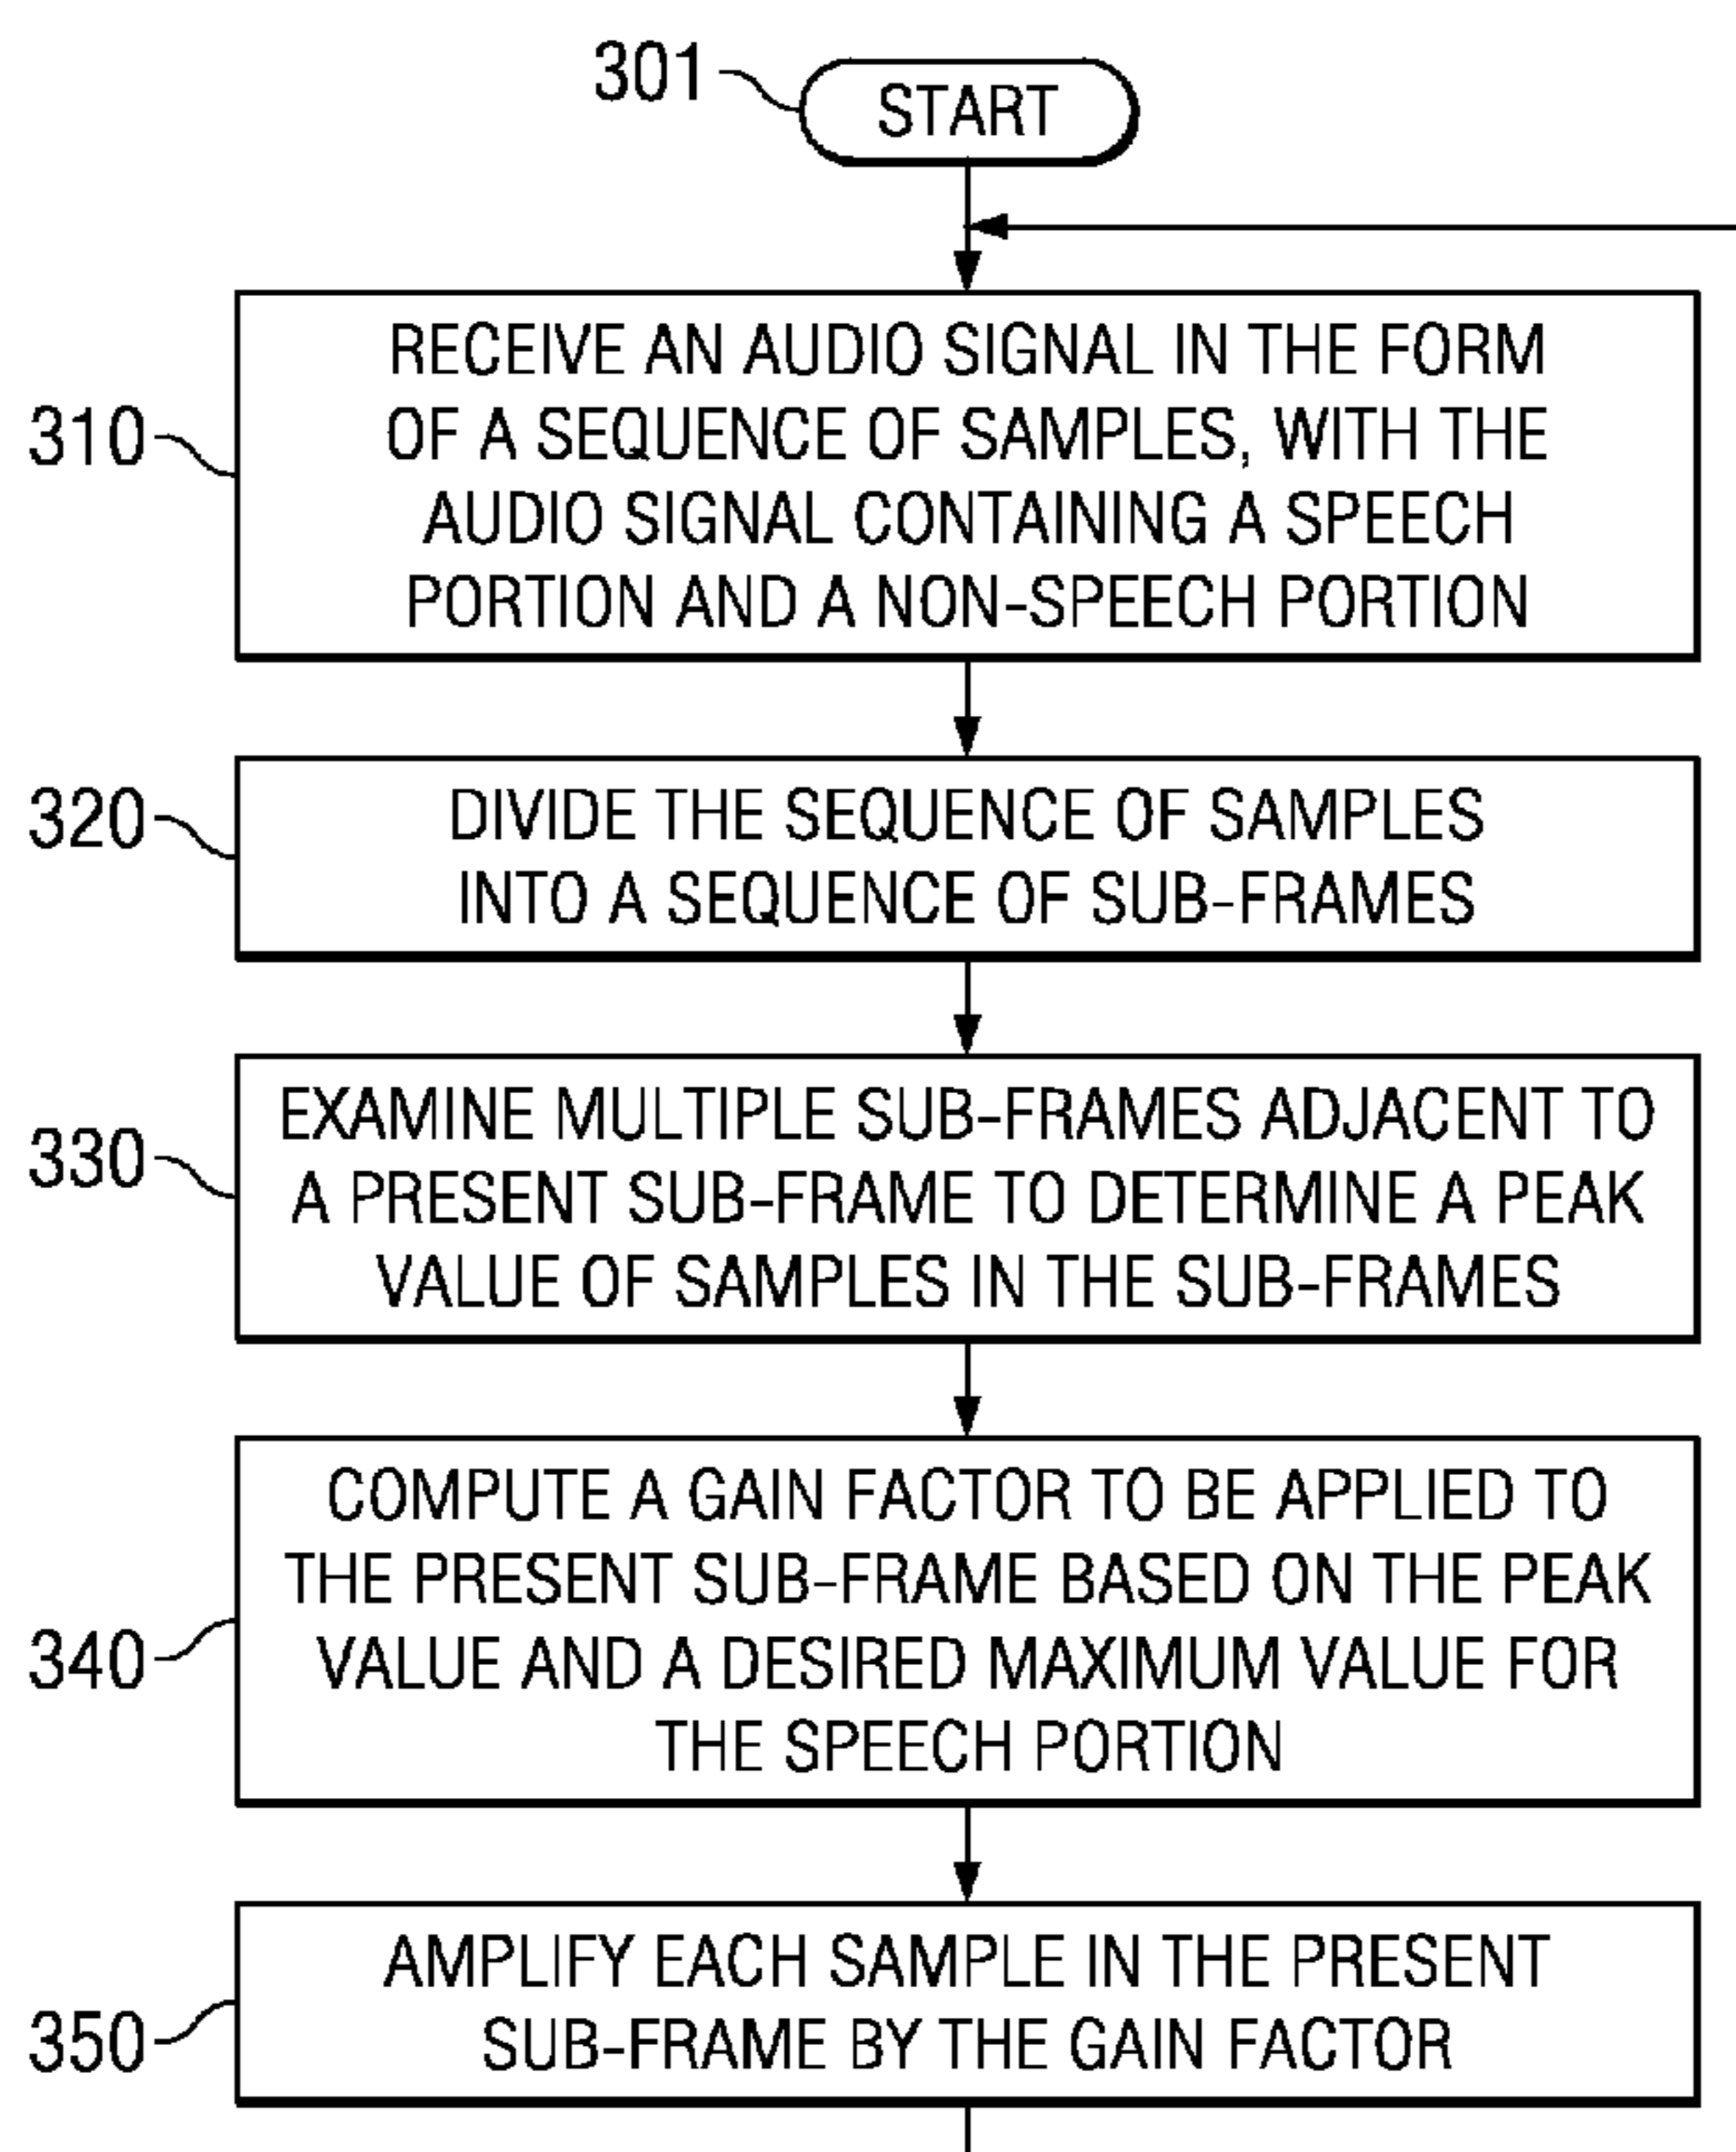 301
START
310
RECEIVE AN AUDIO SIGNAL IN THE FORM
OF A SEQUENCE OF SAMPLES, WITH THE
AUDIO SIGNAL CONTAINING A SPEECH
PORTION AND A NON-SPEECH PORTION
320
DIVIDE THE SEQUENCE OF SAMPLES
INTO A SEQUENCE OF SUB-FRAMES
330
EXAMINE MULTIPLE SUB-FRAMES ADJACENT TO
A PRESENT SUB-FRAME TO DETERMINE A PEAK
VALUE OF SAMPLES IN THE SUB-FRAMES
340
COMPUTE A GAIN FACTOR TO BE APPLIED TO
THE PRESENT SUB-FRAME BASED ON THE PEAK
VALUE AND A DESIRED MAXIMUM VALUE FOR
THE SPEECH PORTION
350
AMPLIFY EACH SAMPLE IN THE PRESENT
SUB-FRAME BY THE GAIN FACTOR